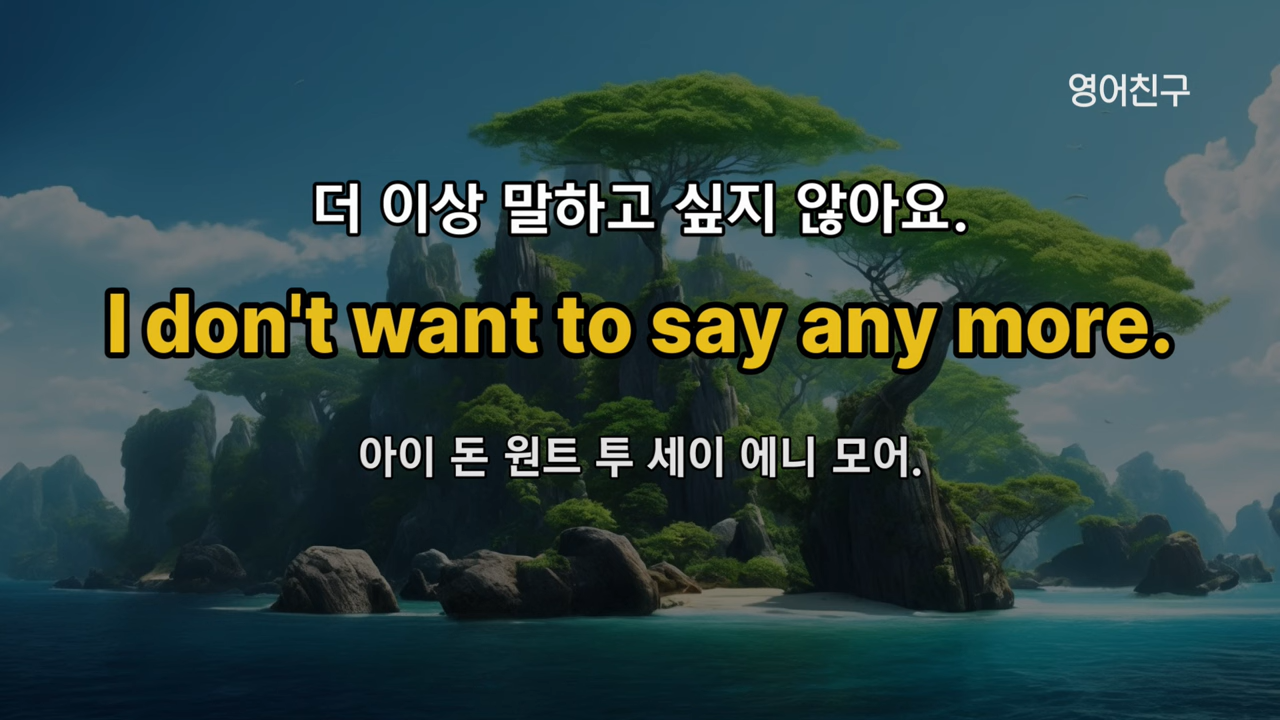 영어친구
더 이상 말하고 싶지 않아요.
I don't want to say any more.
아이 돈 원트 투 세이 에니 모어.